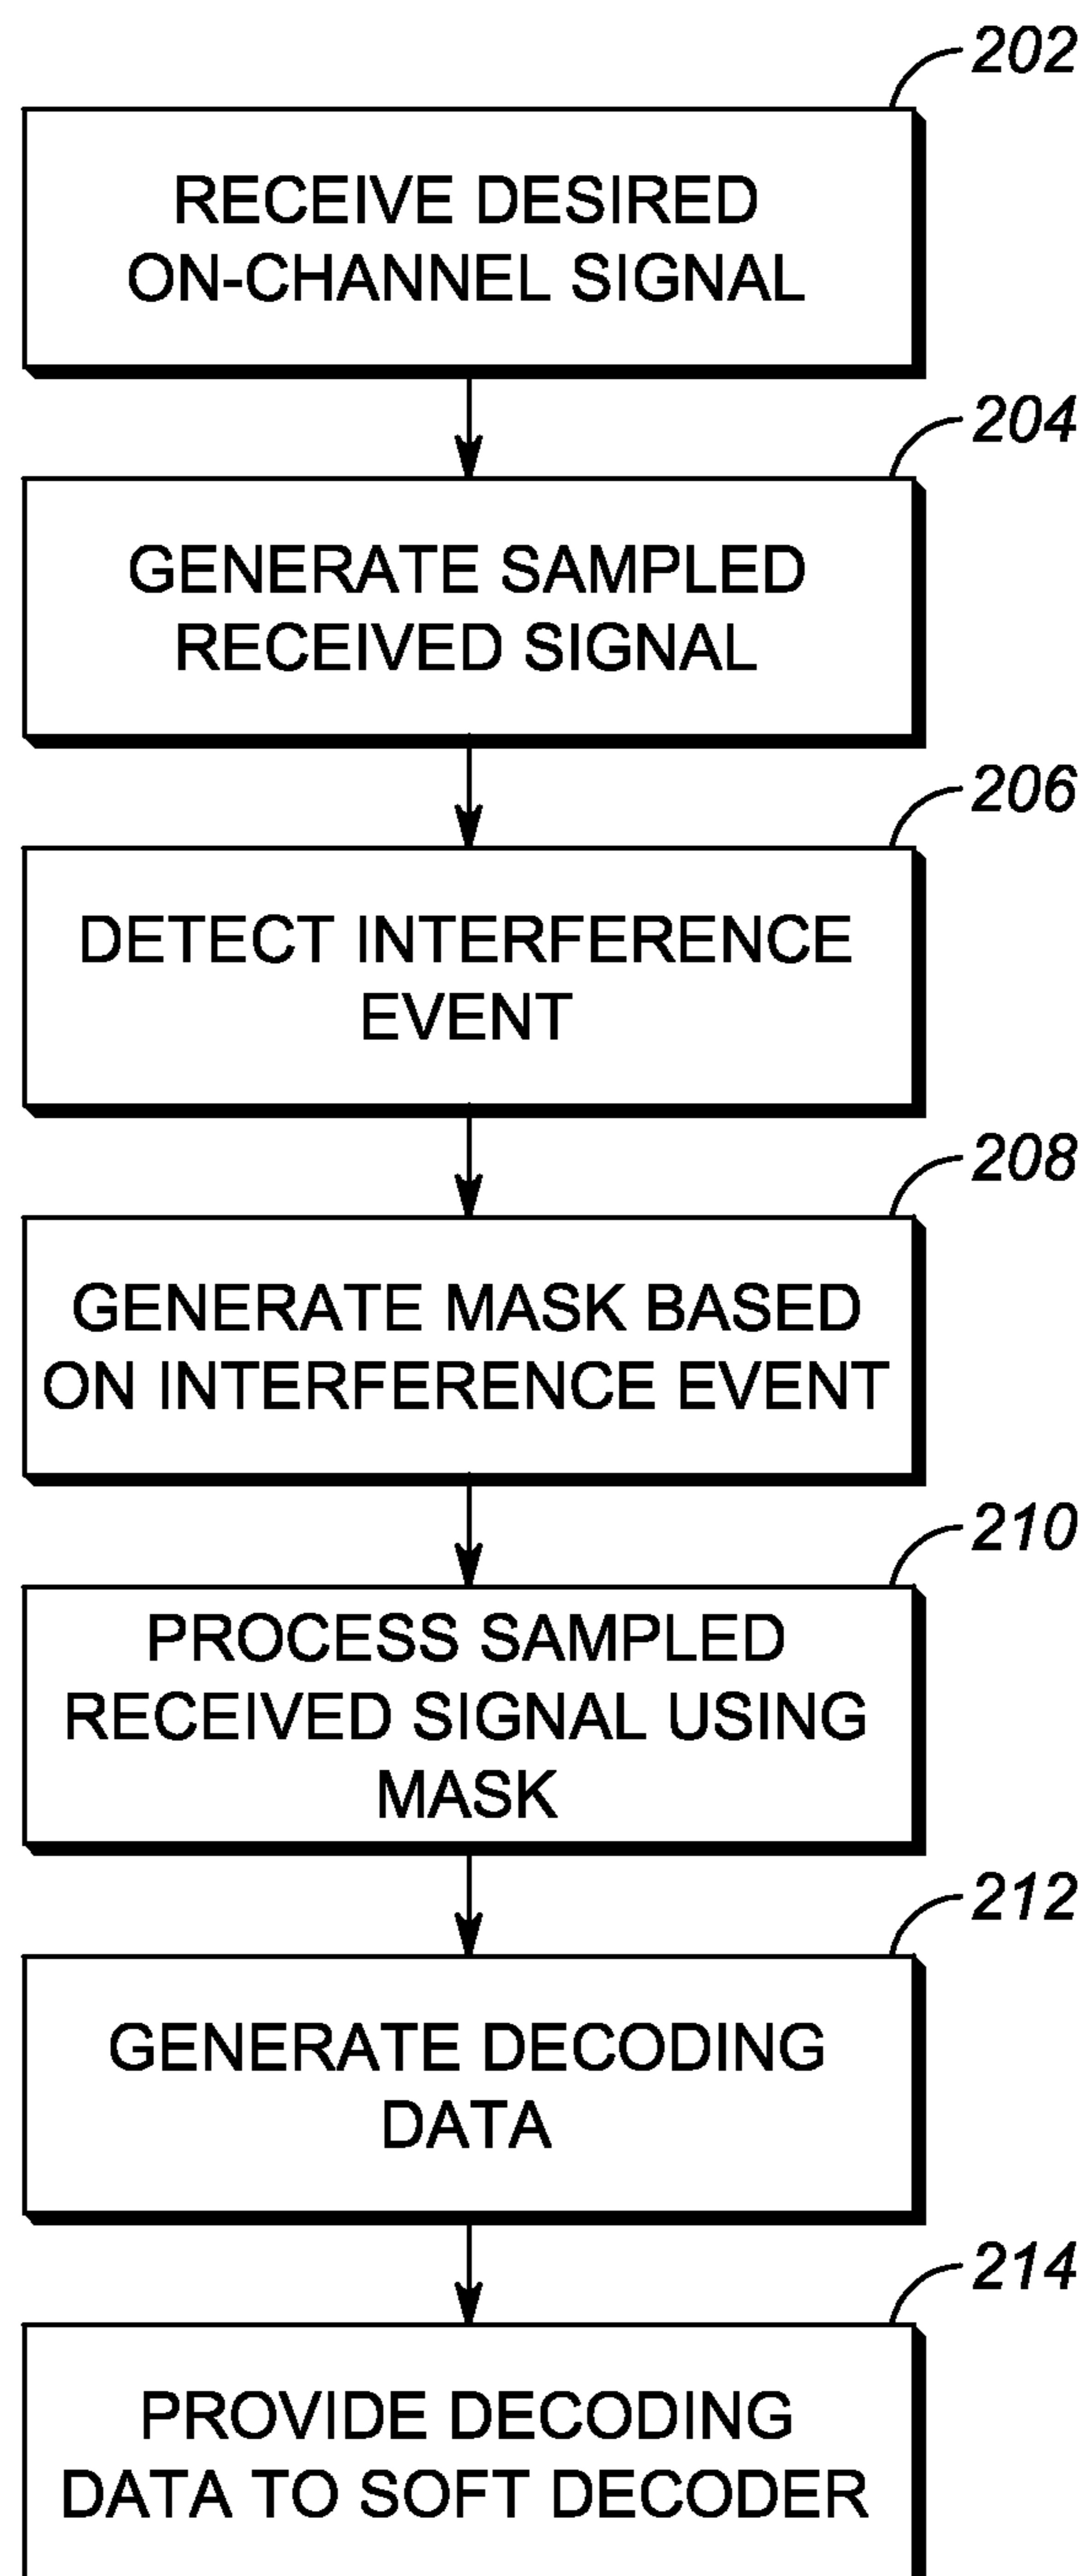 202
RECEIVE DESIRED
ON-CHANNEL SIGNAL
204
GENERATE SAMPLED
RECEIVED SIGNAL
206
DETECT INTERFERENCE
EVENT
208
GENERATE MASK BASED
ON INTERFERENCE EVENT
210
PROCESS SAMPLED
RECEIVED SIGNAL USING
MASK
212
GENERATE DECODING
DATA
214
PROVIDE DECODING
DATA TO SOFT DECODER